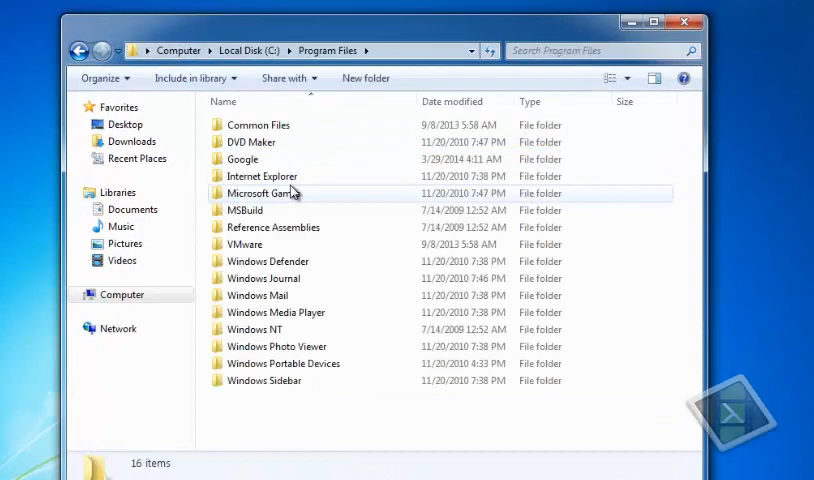 Computer Local Disk (C:) Program Files Search Program Files
Organize Include in library Share with New folder
Name Date modified Type Size
Favorites
Desktop
Downloads
Recent Places
Libraries
Documents
Music
Pictures
Videos
Computer
Network
Common Files 9/8/2013 5:58 AM File folder
DVD Maker 11/20/2010 7:47 PM File folder
Google 3/29/2014 4:11 AM File folder
Internet Explorer 11/20/2010 7:38 PM File folder
Microsoft Games 11/20/2010 7:47 PM File folder
MSBuild 7/14/2009 12:52 AM File folder
Reference Assemblies 7/14/2009 12:52 AM File folder
VMware 9/8/2013 5:58 AM File folder
Windows Defender 11/20/2010 7:38 PM File folder
Windows Journal 11/20/2010 7:46 PM File folder
Windows Mail 11/20/2010 7:38 PM File folder
Windows Media Player 11/20/2010 7:38 PM File folder
Windows NT 7/14/2009 12:52 AM File folder
Windows Photo Viewer 11/20/2010 7:38 PM File folder
Windows Portable Devices 11/20/2010 4:33 PM File folder
Windows Sidebar 11/20/2010 7:38 PM File folder
16 items